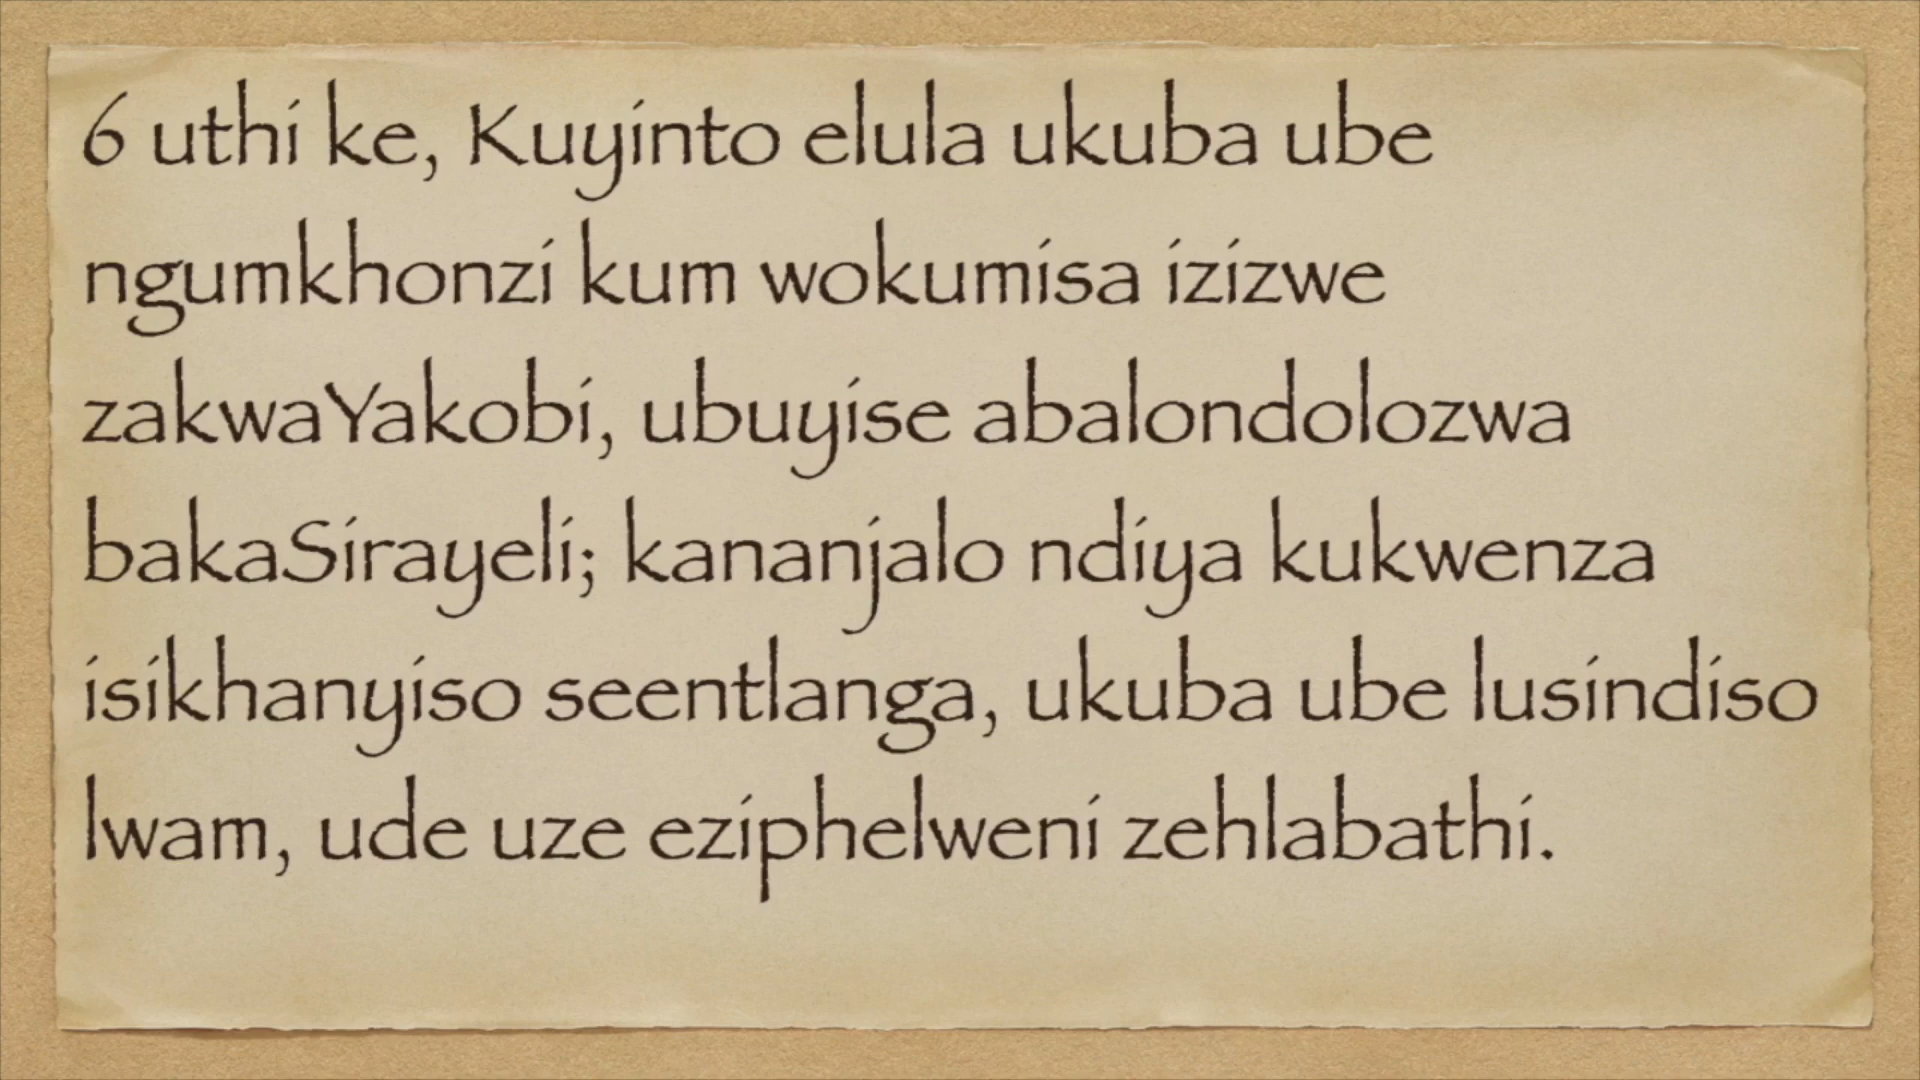 6 uthi ke, Kuyinto elula ukuba ube
ngumkhonzi kum wokumisa izizwe
zakwaYakobi, ubuyise abalondolozwa
bakaSirayeli; kananjalo ndiya kukwenza
isikhanyiso seentlanga, ukuba ube lusindiso
lwam, ude uze eziphelweni zehlabathi.